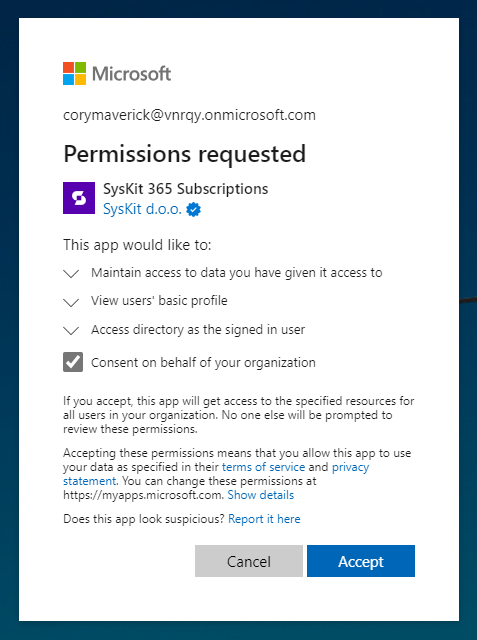 Microsoft
corymaverick@vnrqy.onmicrosoft.com
Permissions requested
SysKit 365 Subscriptions
SysKit d.o.o.
This app would like to:
Maintain access to data you have given it access to
View users' basic profile
Access directory as the signed in user
Consent on behalf of your organization
If you accept, this app will get access to the specified resources for
all users in your organization. No one else will be prompted to
review these permissions.
Accepting these permissions means that you allow this app to use
your data as specified in their terms of service and privacy
statement. You can change these permissions at
https://myapps.microsoft.com. Show details
Does this app look suspicious? Report it here
Cancel
Accept